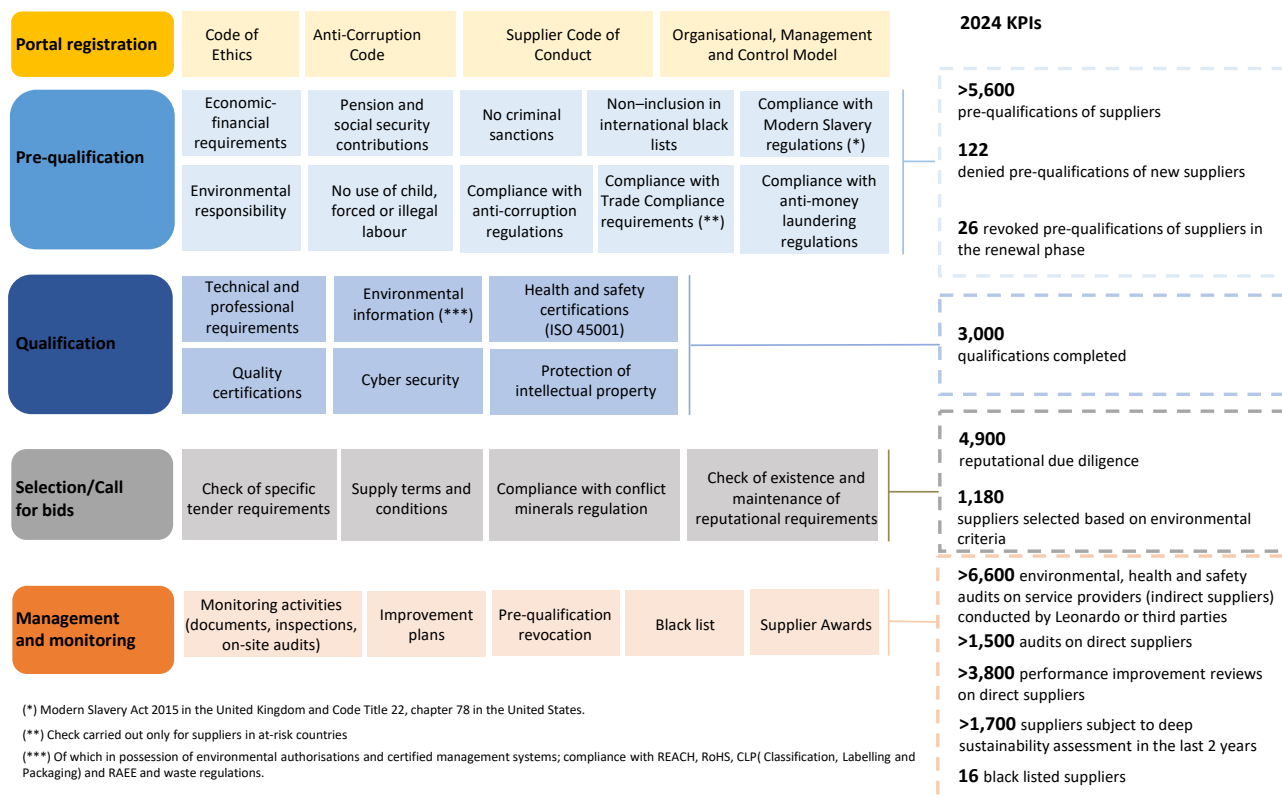 2024 KPIs
Portal registration
Code of
Ethics
Anti-Corruption
Code
Supplier Code of
Conduct
Organisational, Management
and Control Model
Pre-qualification
Economic-
financial
requirements
Pension and
social security
contributions
No criminal
sanctions
Non–inclusion in
international black
lists
Compliance with
Modern Slavery
regulations (*)
Environmental
responsibility
No use of child,
forced or illegal
labour
Compliance with
anti-corruption
regulations
Compliance with
Trade Compliance
requirements (**)
Compliance with
anti-money
laundering
regulations
>5,600
pre-qualifications of suppliers
122
denied pre-qualifications of new suppliers
26 revoked pre-qualifications of suppliers in
the renewal phase
Qualification
Technical and
professional
requirements
Environmental
information (***)
Health and safety
certifications
(ISO 45001)
Quality
certifications
Cyber security
Protection of
intellectual property
3,000
qualifications completed
Selection/Call
for bids
Check of specific
tender requirements
Supply terms and
conditions
Compliance with conflict
minerals regulation
Check of existence and
maintenance of
reputational requirements
4,900
reputational due diligence
1,180
suppliers selected based on environmental
criteria
Management
and monitoring
Monitoring activities
(documents, inspections,
on-site audits)
Improvement
plans
Pre-qualification
revocation
Black list
Supplier Awards
>6,600 environmental, health and safety
audits on service providers (indirect suppliers)
conducted by Leonardo or third parties
>1,500 audits on direct suppliers
>3,800 performance improvement reviews
on direct suppliers
>1,700 suppliers subject to deep
sustainability assessment in the last 2 years
16 black listed suppliers
(*) Modern Slavery Act 2015 in the United Kingdom and Code Title 22, chapter 78 in the United States.
(**) Check carried out only for suppliers in at-risk countries
(***) Of which in possession of environmental authorisations and certified management systems; compliance with REACH, RoHS, CLP( Classification, Labelling and
Packaging) and RAEE and waste regulations.